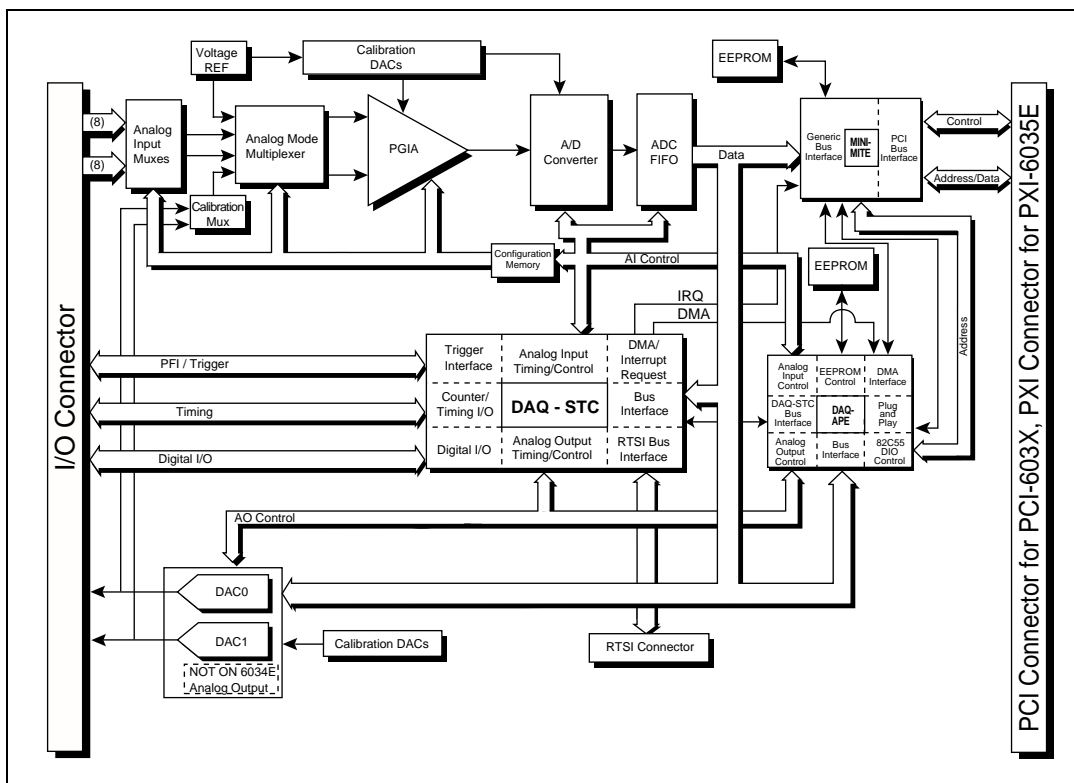 I/O Connector
Voltage
REF
Calibration
DACs
EEPROM
(8)
(8)
Analog
Input
Muxes
Analog Mode
Multiplexer
PGIA
A/D
Converter
ADC
FIFO
Data
Generic
Bus
Interface
MINI-
MITE
PCI
Bus
Interface
Control
Address/Data
Calibration
Mux
Configuration
Memory
AI Control
EEPROM
IRQ
DMA
Address
PFI / Trigger
Timing
Digital I/O
Trigger
Interface
Analog Input
Timing/Control
DMA/
Interrupt
Request
Counter/
Timing I/O
DAQ - STC
Bus
Interface
Digital I/O
Analog Output
Timing/Control
RTSI Bus
Interface
Analog Input
Control
EEPROM
Control
DMA
Interface
DAQ-STC
Bus
Interface
DAQ-
APE
Plug
and
Play
Analog
Output
Control
Bus
Interface
82C55
DIO
Control
AO Control
DAC0
DAC1
NOT ON 6034E
Analog Output
Calibration DACs
RTSI Connector
PCI Connector for PCI-603X, PXI Connector for PXI-6035E